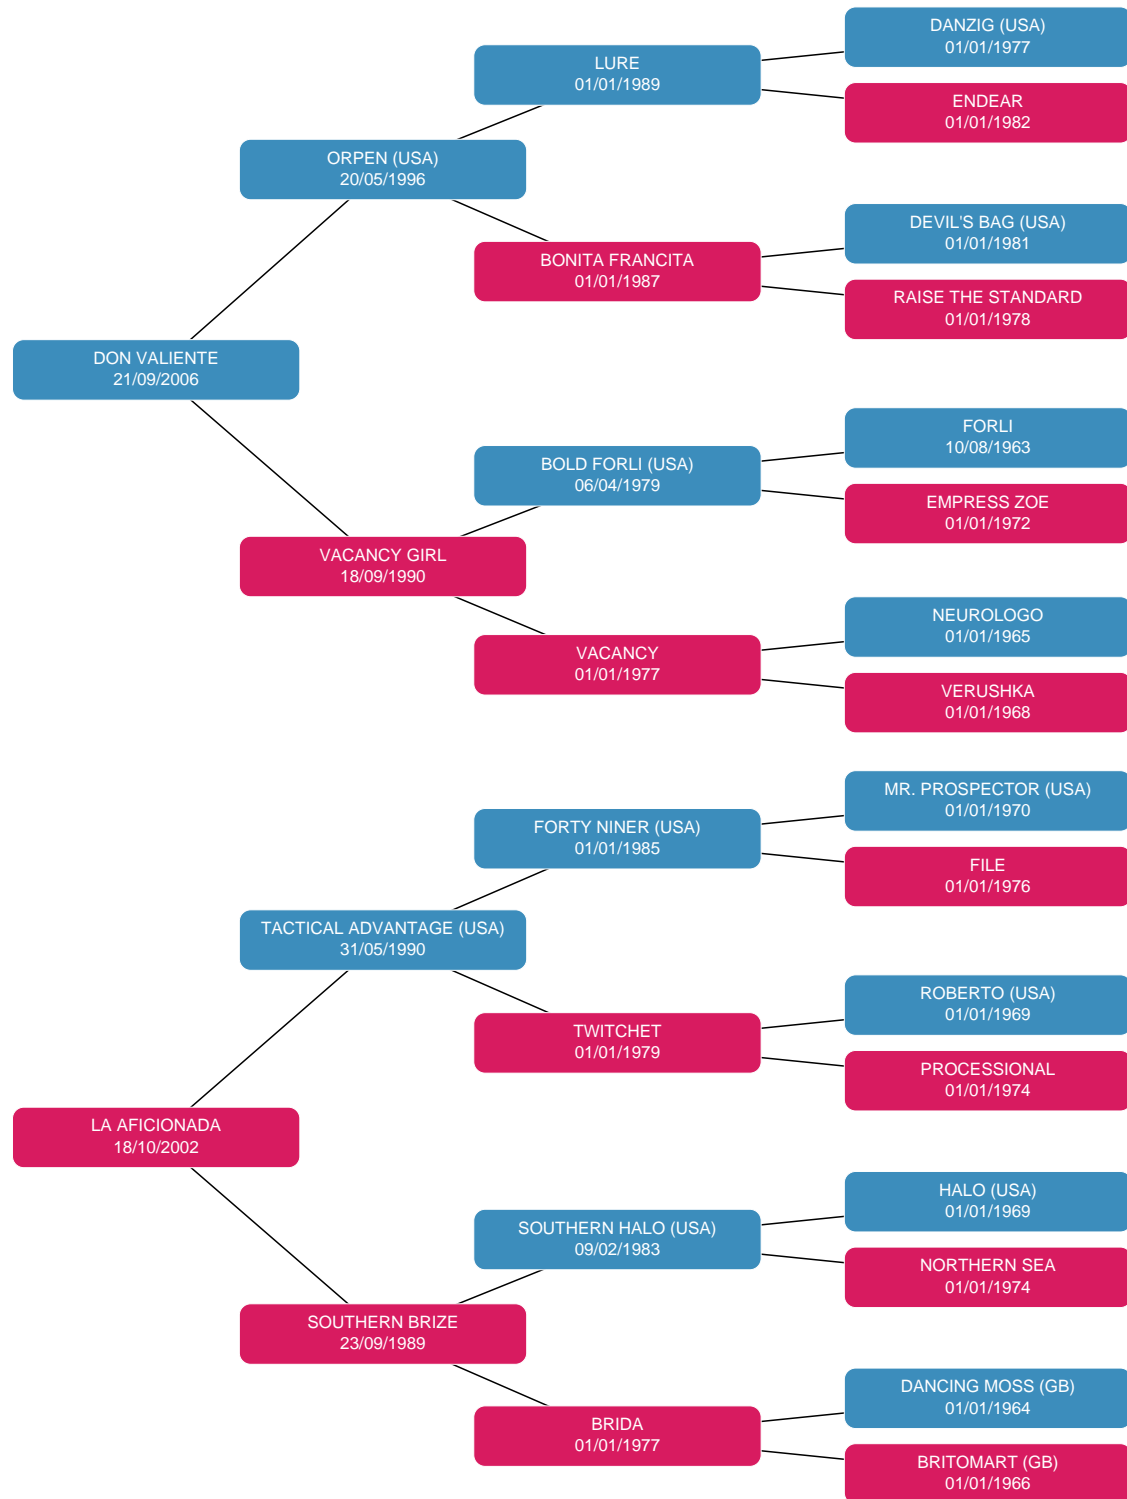 DANZIG (USA)
01/01/1977
LURE
01/01/1989
ENDEAR
01/01/1982
ORPEN (USA)
20/05/1996
DEVIL'S BAG (USA)
01/01/1981
BONITA FRANCITA
01/01/1987
RAISE THE STANDARD
01/01/1978
DON VALIENTE
21/09/2006
FORLI
10/08/1963
BOLD FORLI (USA)
06/04/1979
EMPRESS ZOE
01/01/1972
VACANCY GIRL
18/09/1990
NEUROLOGO
01/01/1965
VACANCY
01/01/1977
VERUSHKA
01/01/1968
MR. PROSPECTOR (USA)
01/01/1970
FORTY NINER (USA)
01/01/1985
FILE
01/01/1976
TACTICAL ADVANTAGE (USA)
31/05/1990
ROBERTO (USA)
01/01/1969
TWITCHET
01/01/1979
PROCESSIONAL
01/01/1974
LA AFICIONADA
18/10/2002
HALO (USA)
01/01/1969
SOUTHERN HALO (USA)
09/02/1983
NORTHERN SEA
01/01/1974
SOUTHERN BRIZE
23/09/1989
DANCING MOSS (GB)
01/01/1964
BRIDA
01/01/1977
BRITOMART (GB)
01/01/1966